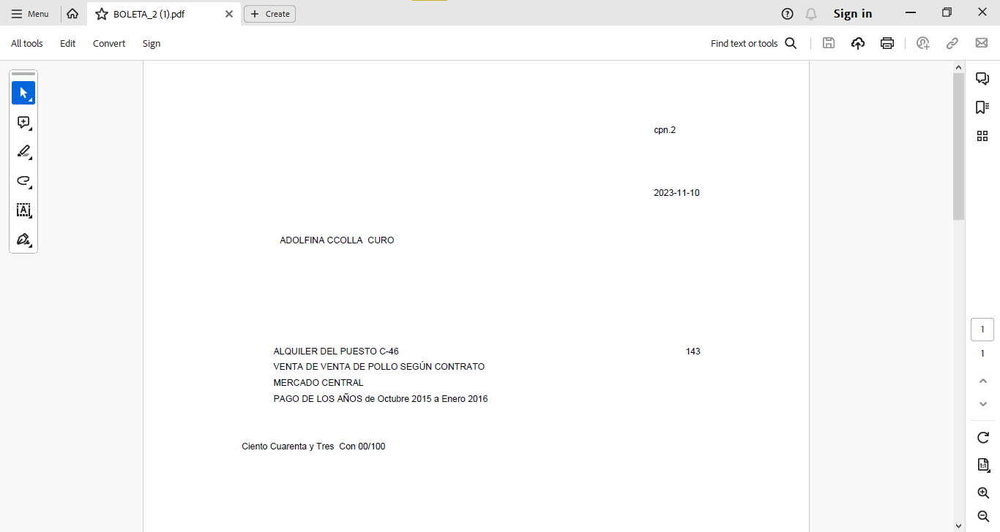 Menu
BOLETA_2 (1).pdf
Create
Sign in
All tools
Edit
Convert
Sign
Find text or tools
cpn.2
2023-11-10
ADOLFINA CCOLLA  CURO
ALQUILER DEL PUESTO C-46 143
VENTA DE VENTA DE POLLO SEGÚN CONTRATO
MERCADO CENTRAL
PAGO DE LOS AÑOS de Octubre 2015 a Enero 2016
Ciento Cuarenta y Tres  Con 00/100
1
1